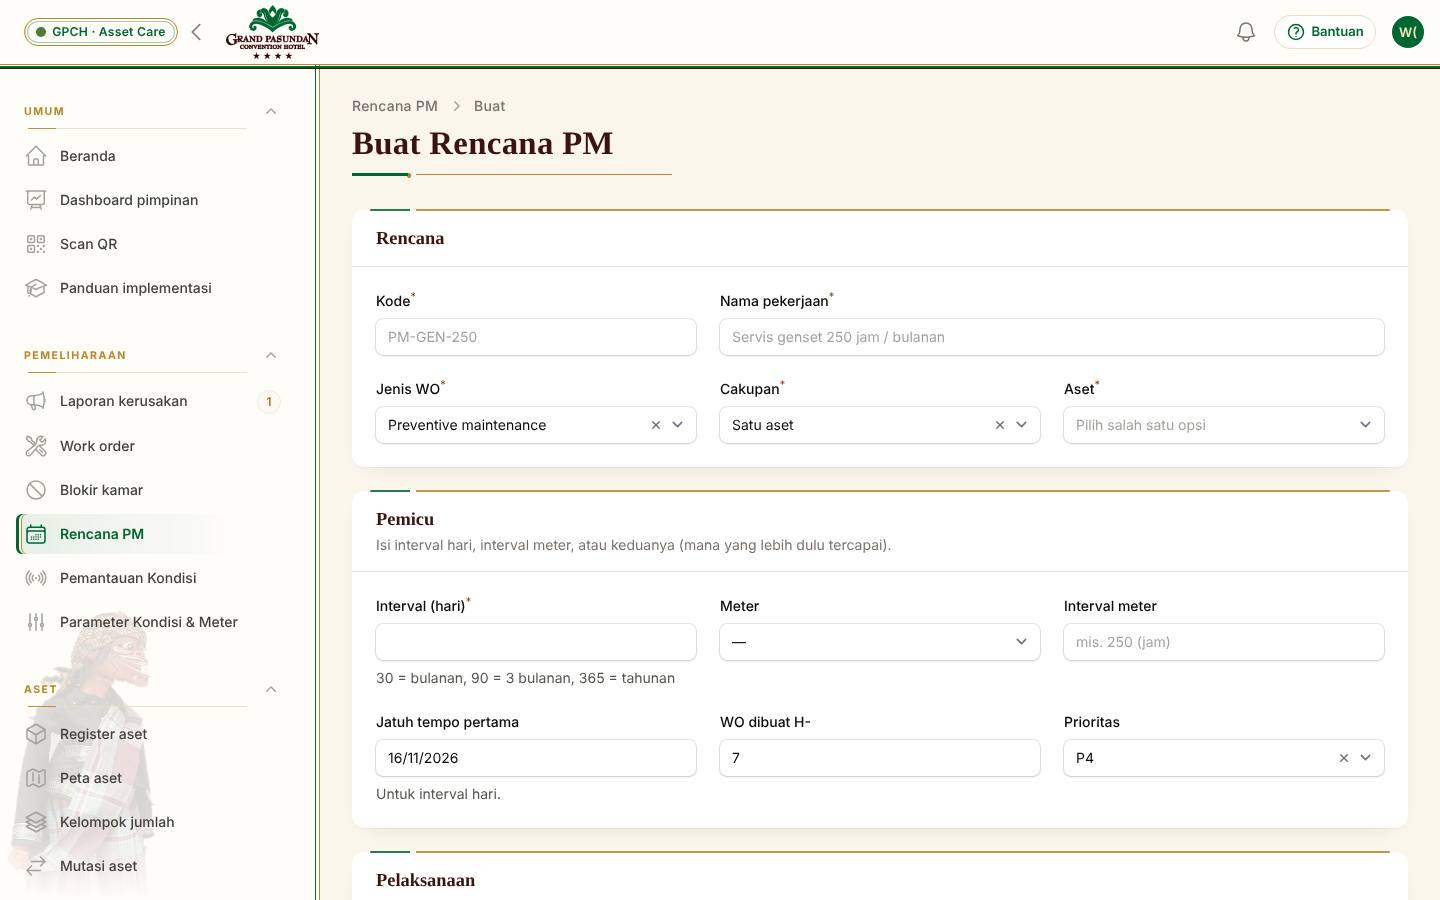 GPCH · Asset Care
GRAND PASUNDAN
CONVENTION HOTEL
Bantuan
W(
UMUM
Beranda
Dashboard pimpinan
Scan QR
Panduan implementasi
PEMELIHARAAN
Laporan kerusakan
1
Work order
Blokir kamar
Rencana PM
Pemantauan Kondisi
Parameter Kondisi & Meter
ASET
Register aset
Peta aset
Kelompok jumlah
Mutasi aset
Rencana PM > Buat
Buat Rencana PM
Rencana
Kode* Nama pekerjaan*
PM-GEN-250 Servis genset 250 jam / bulanan
Jenis WO* Cakupan* Aset*
Preventive maintenance Satu aset Pilih salah satu opsi
Pemicu
Isi interval hari, interval meter, atau keduanya (mana yang lebih dulu tercapai).
Interval (hari)* Meter Interval meter
— mis. 250 (jam)
30 = bulanan, 90 = 3 bulanan, 365 = tahunan
Jatuh tempo pertama WO dibuat H- Prioritas
16/11/2026 7 P4
Untuk interval hari.
Pelaksanaan